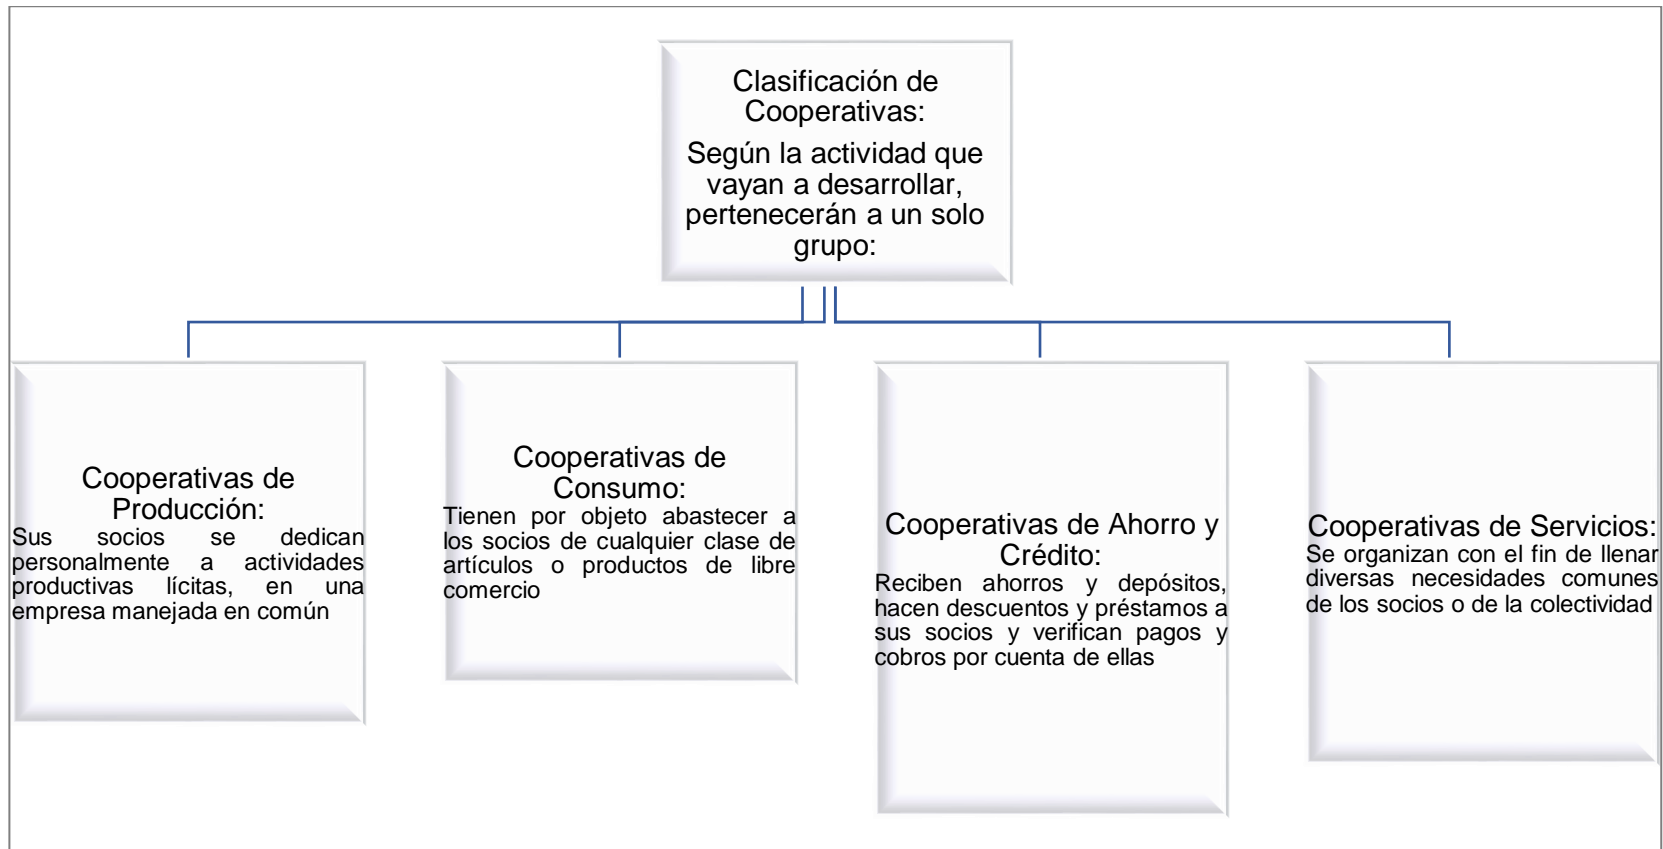 Clasificación de
Cooperativas:
Según la actividad que
vayan a desarrollar,
pertenecerán a un solo
grupo:
Cooperativas de
Producción:
Sus socios se dedican
personalmente a actividades
productivas lícitas, en una
empresa manejada en común
Cooperativas de
Consumo:
Tienen por objeto abastecer a
los socios de cualquier clase de
artículos o productos de libre
comercio
Cooperativas de Ahorro y
Crédito:
Reciben ahorros y depósitos,
hacen descuentos y préstamos a
sus socios y verifican pagos y
cobros por cuenta de ellas
Cooperativas de Servicios:
Se organizan con el fin de llenar
diversas necesidades comunes
de los socios o de la colectividad